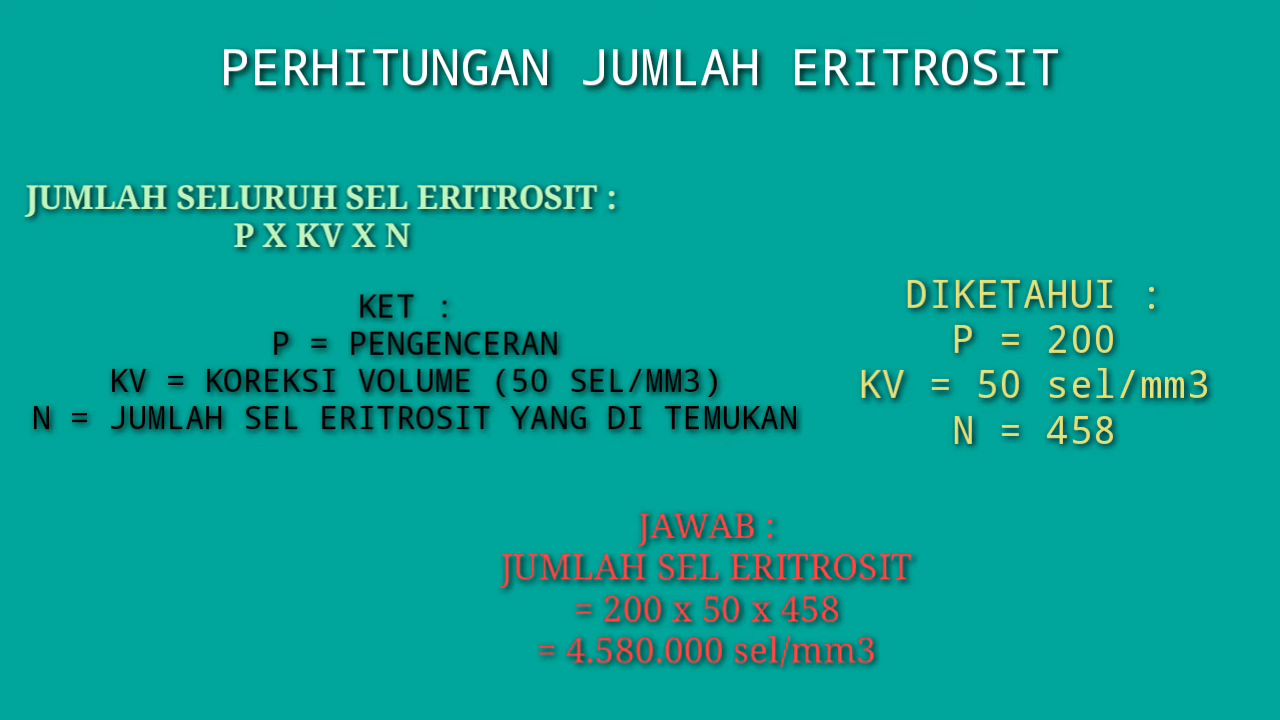 PERHITUNGAN JUMLAH ERITROSIT
JUMLAH SELURUH SEL ERITROSIT :
P X KV X N
KET :
P = PENGENCERAN
KV = KOREKSI VOLUME (50 SEL/MM3)
N = JUMLAH SEL ERITROSIT YANG DI TEMUKAN
DIKETAHUI :
P = 200
KV = 50 sel/mm3
N = 458
JAWAB :
JUMLAH SEL ERITROSIT
= 200 x 50 x 458
= 4.580.000 sel/mm3